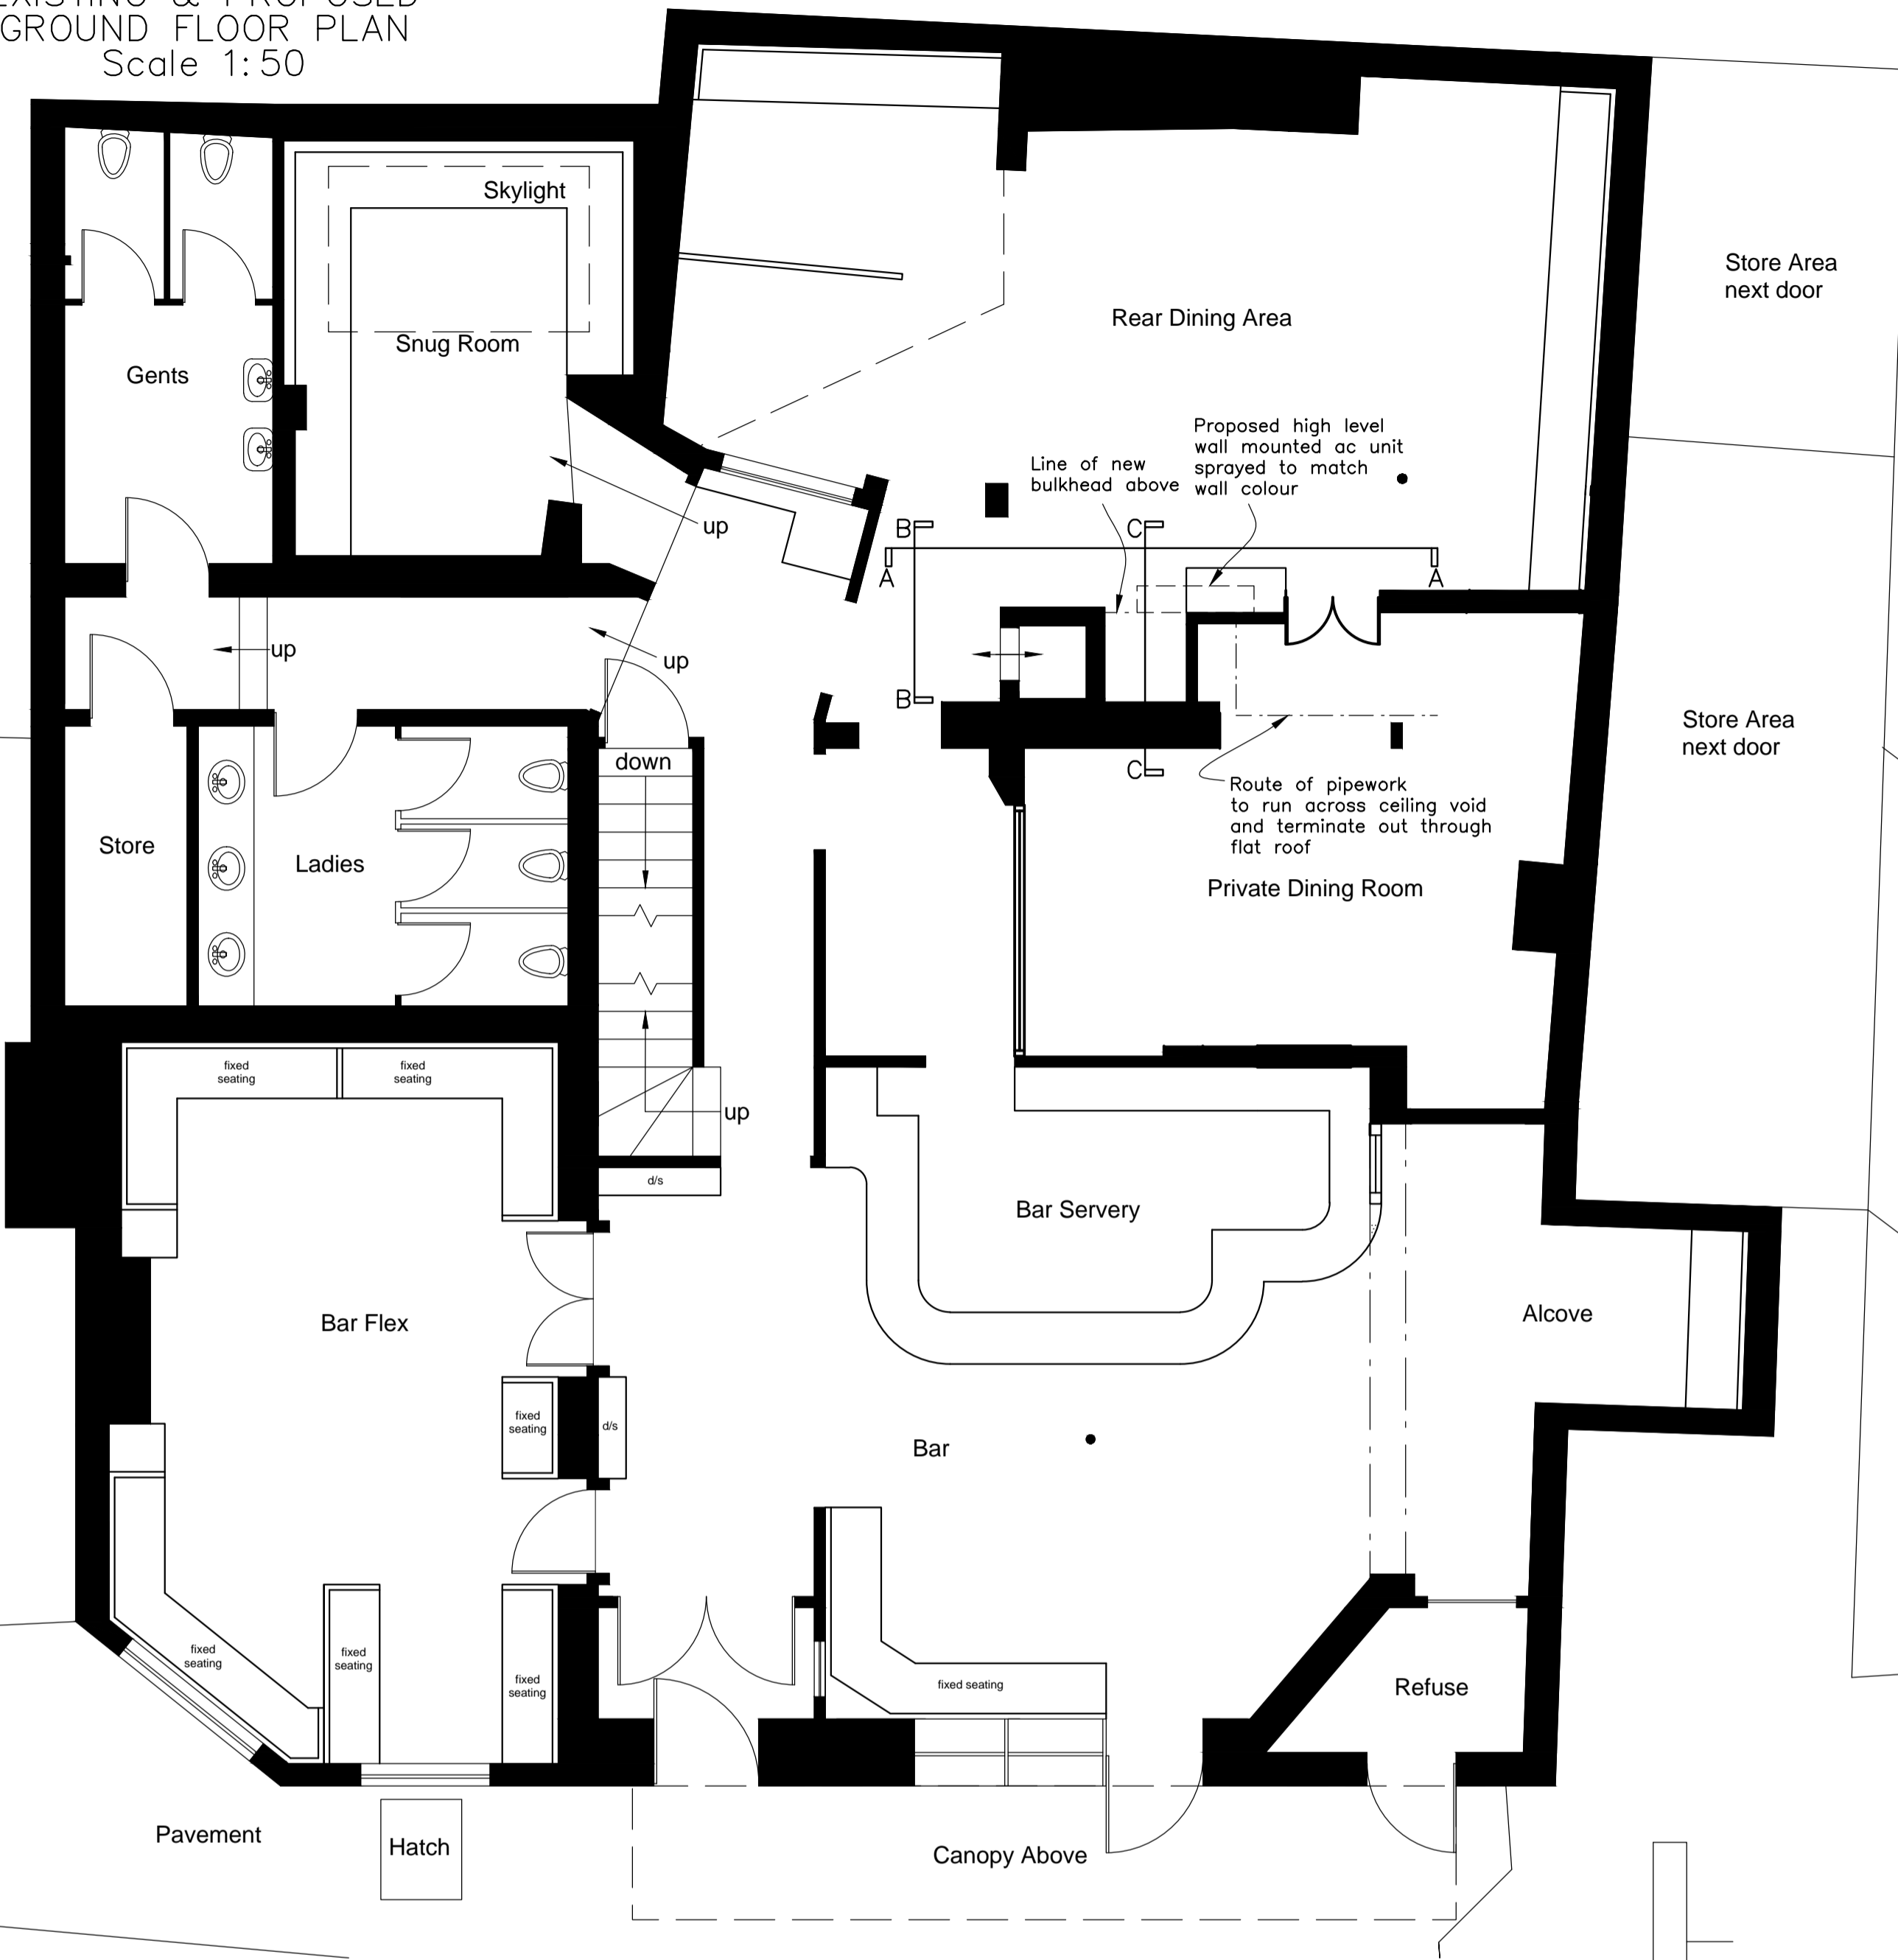 EXISTING & PROPOSED
GROUND FLOOR PLAN
Scale 1:50
Skylight
Snug Room
Gents
Rear Dining Area
Store Area
next door
Proposed high level
wall mounted ac unit
sprayed to match
wall colour
Line of new
bulkhead above
up
B
C
A
A
up
up
B
C
Store Area
next door
down
Route of pipework
to run across ceiling void
and terminate out through
flat roof
Store
Ladies
Private Dining Room
fixed
seating
fixed
seating
up
d/s
Bar Servery
Bar Flex
Alcove
fixed
seating
d/s
Bar
fixed
seating
fixed
seating
fixed
seating
fixed seating
Refuse
Pavement
Hatch
Canopy Above